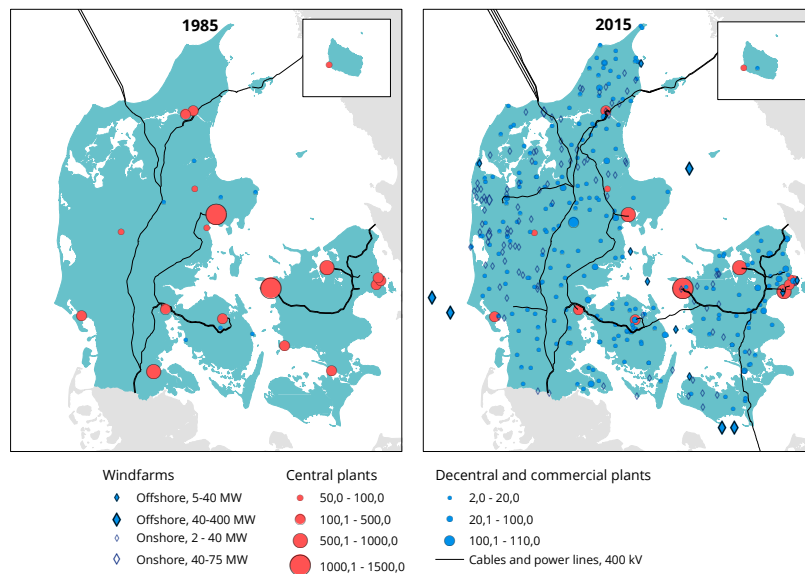 1985
2015
Windfarms
Offshore, 5-40 MW
Offshore, 40-400 MW
Onshore, 2 - 40 MW
Onshore, 40-75 MW
Central plants
50,0 - 100,0
100,1 - 500,0
500,1 - 1000,0
1000,1 - 1500,0
Decentral and commercial plants
2,0 - 20,0
20,1 - 100,0
100,1 - 110,0
Cables and power lines, 400 kV